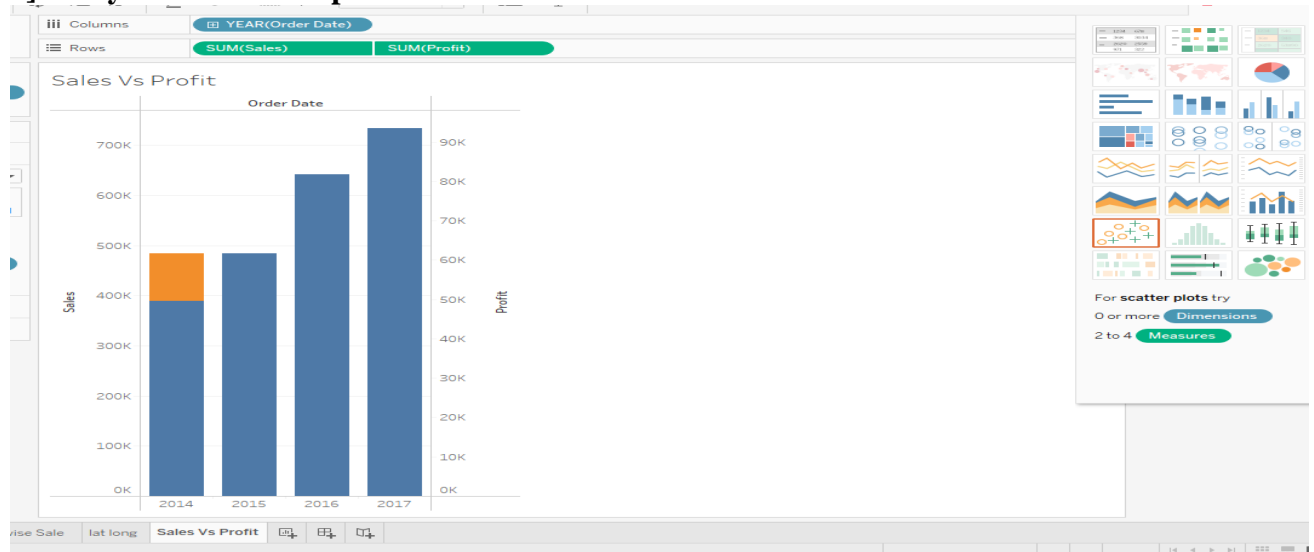 iii Columns
YEAR(Order Date)
Rows
SUM(Sales)
SUM(Profit)
Sales Vs Profit
Order Date
700K
600K
500K
400K
300K
200K
100K
0K
Sales
90K
80K
70K
60K
50K
40K
30K
20K
10K
0K
Profit
2014 2015 2016 2017
For scatter plots try
0 or more Dimensions
2 to 4 Measures
wise Sale lat long Sales Vs Profit